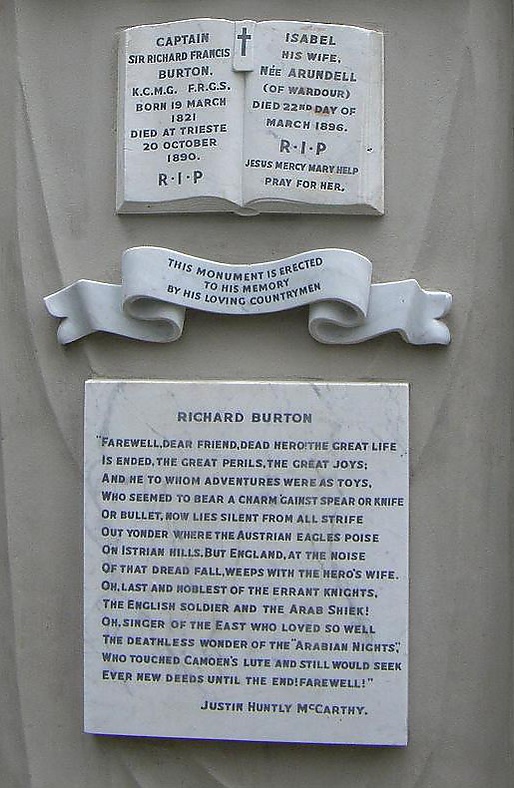 CAPTAIN
SIR RICHARD FRANCIS
BURTON.
K.C.M.G. F.R.G.S.
BORN 19 MARCH
1821
DIED AT TRIESTE
20 OCTOBER
1890.
R·I·P
ISABEL
HIS WIFE,
NÉE ARUNDELL
(OF WARDOUR)
DIED 22ND DAY OF
MARCH 1896.
R·I·P
JESUS MERCY MARY HELP
PRAY FOR HER.
THIS MONUMENT IS ERECTED
TO HIS MEMORY
BY HIS LOVING COUNTRYMEN
RICHARD BURTON
"FAREWELL, DEAR FRIEND, DEAD HERO! THE GREAT LIFE
IS ENDED, THE GREAT PERILS, THE GREAT JOYS;
AND HE TO WHOM ADVENTURES WERE AS TOYS,
WHO SEEMED TO BEAR A CHARM 'GAINST SPEAR OR KNIFE
OR BULLET, NOW LIES SILENT FROM ALL STRIFE
OUT YONDER WHERE THE AUSTRIAN EAGLES POISE
ON ISTRIAN HILLS. BUT ENGLAND, AT THE NOISE
OF THAT DREAD FALL, WEEPS WITH THE HERO'S WIFE.
OH, LAST AND NOBLEST OF THE ERRANT KNIGHTS,
THE ENGLISH SOLDIER AND THE ARAB SHIEK!
OH, SINGER OF THE EAST WHO LOVED SO WELL
THE DEATHLESS WONDER OF THE "ARABIAN NIGHTS",
WHO TOUCHED CAMOEN'S LUTE AND STILL WOULD SEEK
EVER NEW DEEDS UNTIL THE END! FAREWELL!"
JUSTIN HUNTLY MCCARTHY.